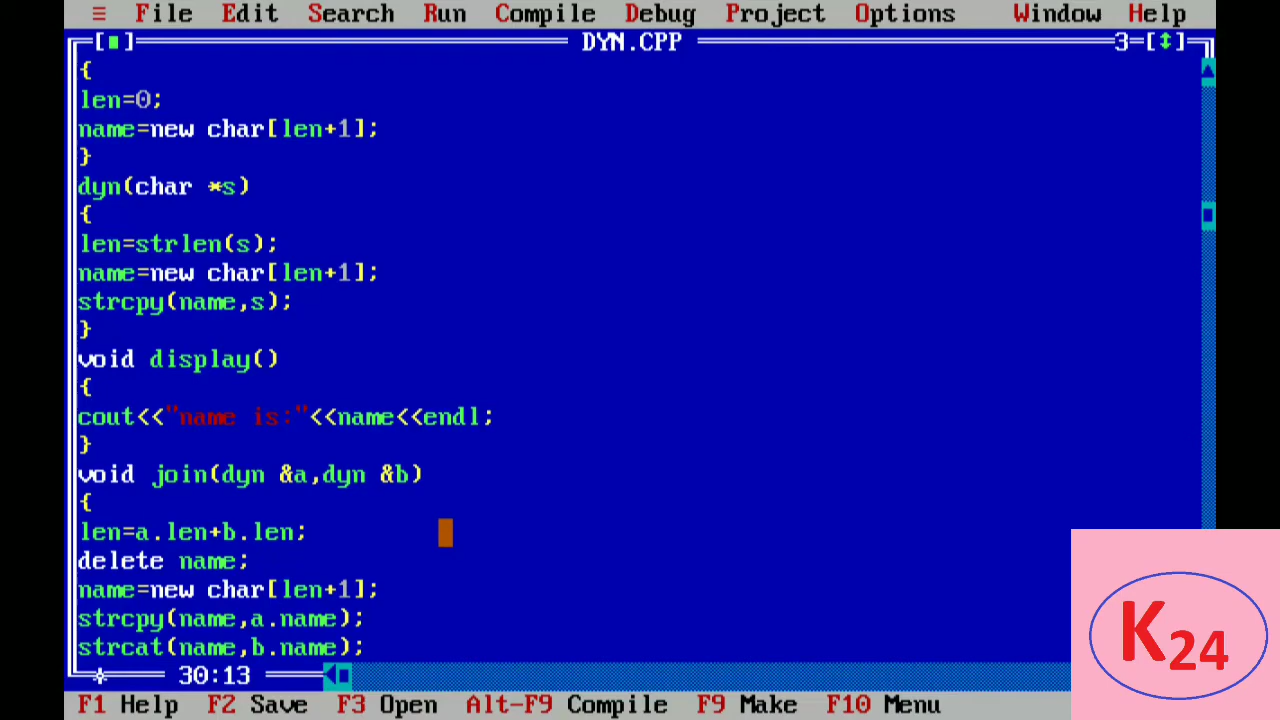 ≡ File Edit Search Run Compile Debug Project Options Window Help
[■] DYN.CPP 3=[↕]
{
len=0;
name=new char[len+1];
}
dyn(char *s)
{
len=strlen(s);
name=new char[len+1];
strcpy(name,s);
}
void display()
{
cout<<"name is:"<<name<<endl;
}
void join(dyn &a,dyn &b)
{
len=a.len+b.len;
delete name;
name=new char[len+1];
strcpy(name,a.name);
strcat(name,b.name);
30:13
F1 Help F2 Save F3 Open Alt-F9 Compile F9 Make F10 Menu
K24